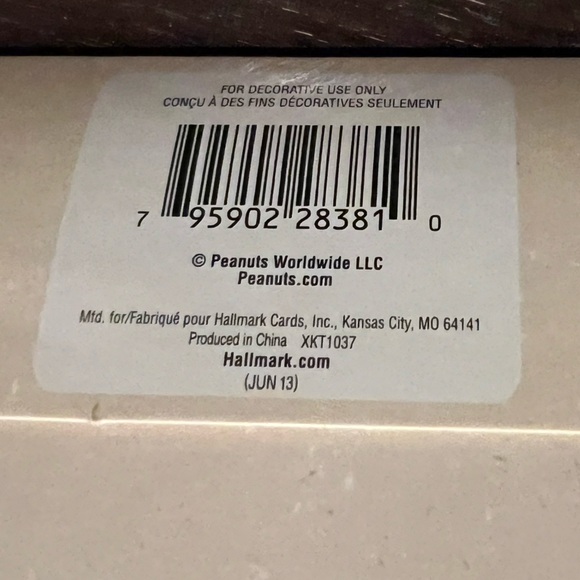 FOR DECORATIVE USE ONLY
CONÇU À DES FINS DÉCORATIVES SEULEMENT
7 95902 28381 0
© Peanuts Worldwide LLC
Peanuts.com
Mfd. for/Fabriqué pour Hallmark Cards, Inc., Kansas City, MO 64141
Produced in China XKT1037
Hallmark.com
(JUN 13)